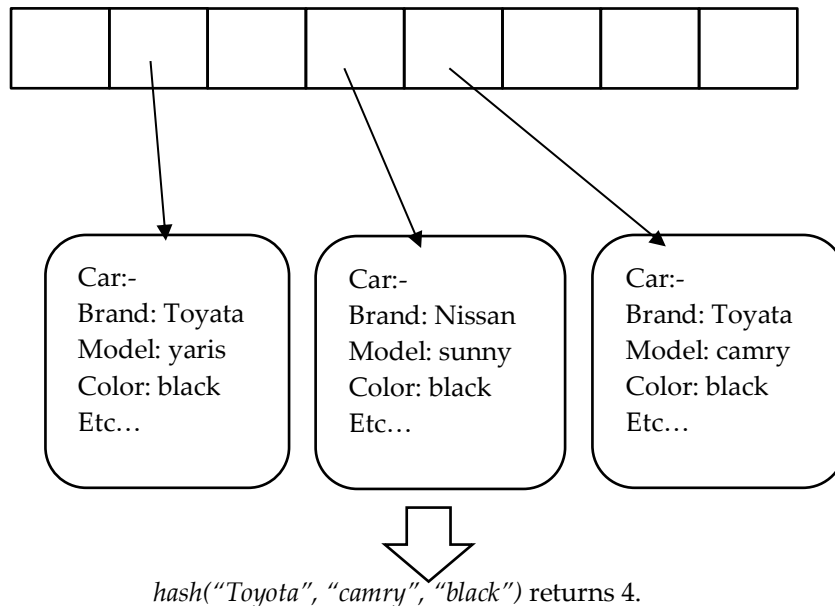 Car:-
Brand: Toyata
Model: yaris
Color: black
Etc…
Car:-
Brand: Nissan
Model: sunny
Color: black
Etc…
Car:-
Brand: Toyata
Model: camry
Color: black
Etc…
hash(“Toyota”, “camry”, “black”) returns 4.